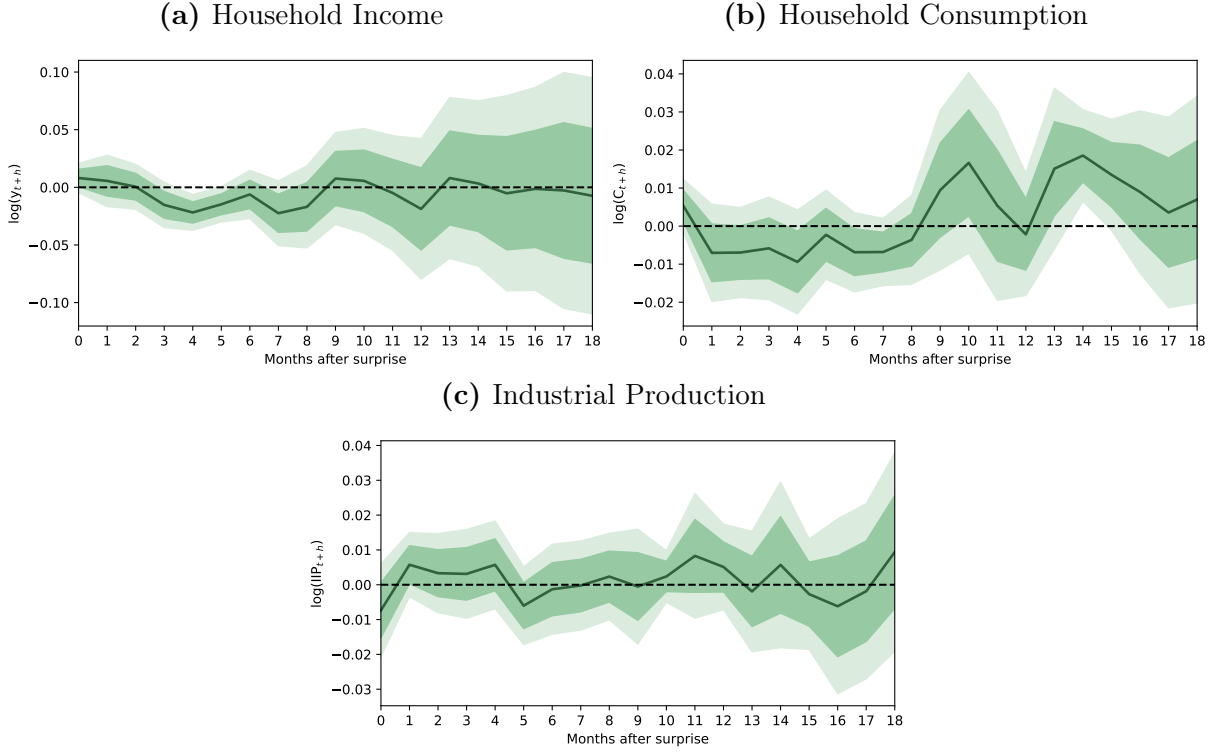 (a) Household Income
(b) Household Consumption
0.10
0.05
0.00
−0.05
−0.10
log(y_{t+h})
0 1 2 3 4 5 6 7 8 9 10 11 12 13 14 15 16 17 18
Months after surprise
0.04
0.03
0.02
0.01
0.00
−0.01
−0.02
log(C_{t+h})
0 1 2 3 4 5 6 7 8 9 10 11 12 13 14 15 16 17 18
Months after surprise
(c) Industrial Production
0.04
0.03
0.02
0.01
0.00
−0.01
−0.02
−0.03
log(IIP_{t+h})
0 1 2 3 4 5 6 7 8 9 10 11 12 13 14 15 16 17 18
Months after surprise